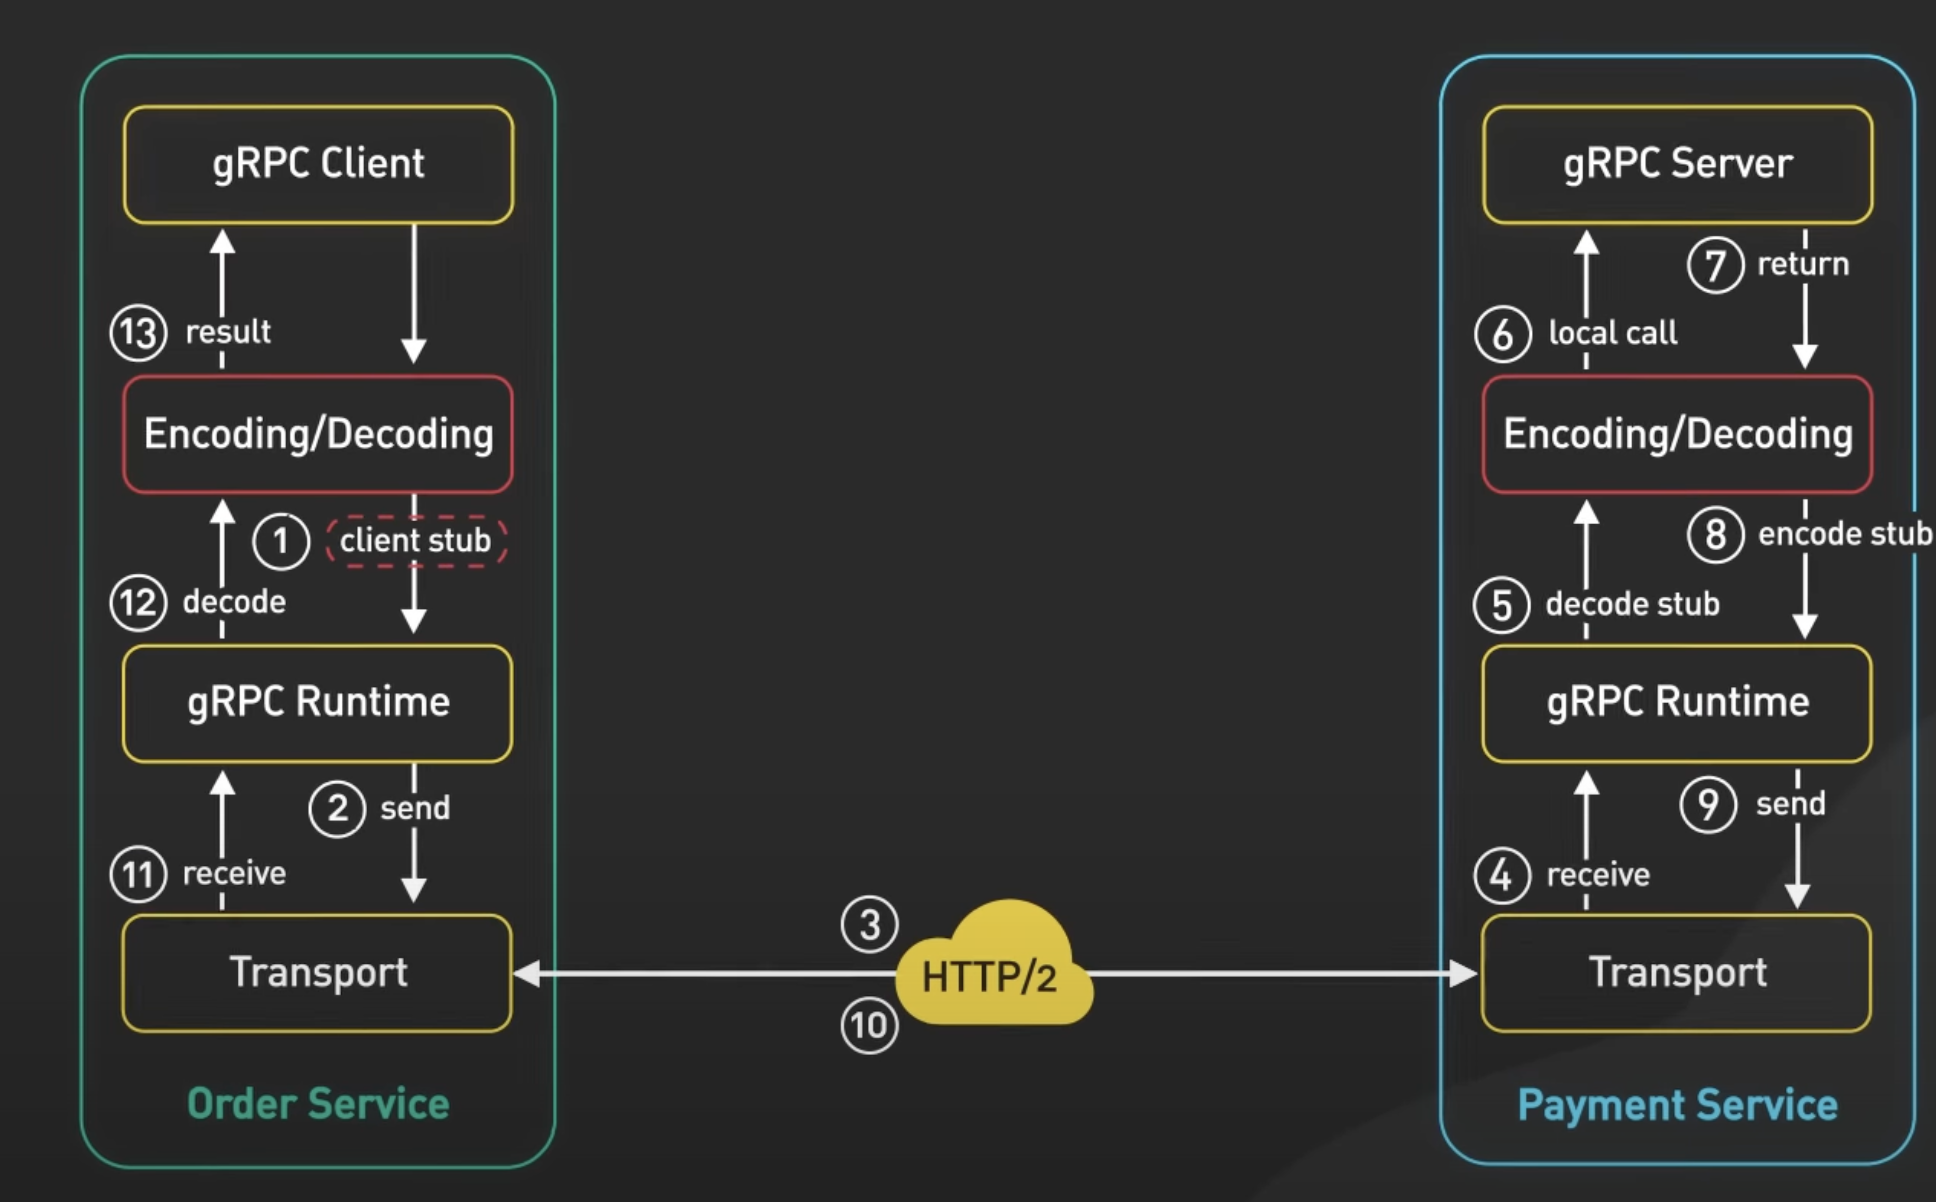 gRPC Client
13 result
Encoding/Decoding
1 client stub
12 decode
gRPC Runtime
2 send
11 receive
Transport
Order Service
3
HTTP/2
10
gRPC Server
7 return
6 local call
Encoding/Decoding
8 encode stub
5 decode stub
gRPC Runtime
9 send
4 receive
Transport
Payment Service